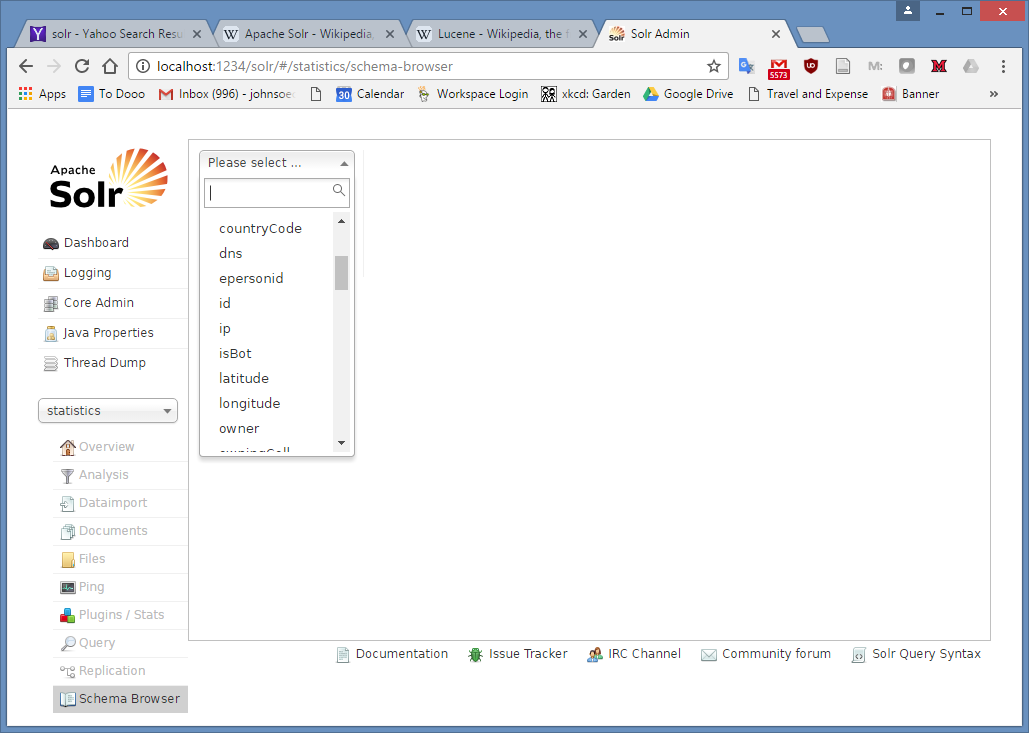 solr - Yahoo Search Resu
Apache Solr - Wikipedia,
Lucene - Wikipedia, the f
Solr Admin
localhost:1234/solr/#/statistics/schema-browser
5573
M:
Apps
To Dooo
Inbox (996) - johnsoe
30
Calendar
Workspace Login
xkcd: Garden
Google Drive
Travel and Expense
Banner
»
Apache
Solr
Please select ...
countryCode
dns
epersonid
id
ip
isBot
latitude
longitude
owner
Dashboard
Logging
Core Admin
Java Properties
Thread Dump
statistics
Overview
Analysis
Dataimport
Documents
Files
Ping
Plugins / Stats
Query
Replication
Schema Browser
Documentation
Issue Tracker
IRC Channel
Community forum
Solr Query Syntax